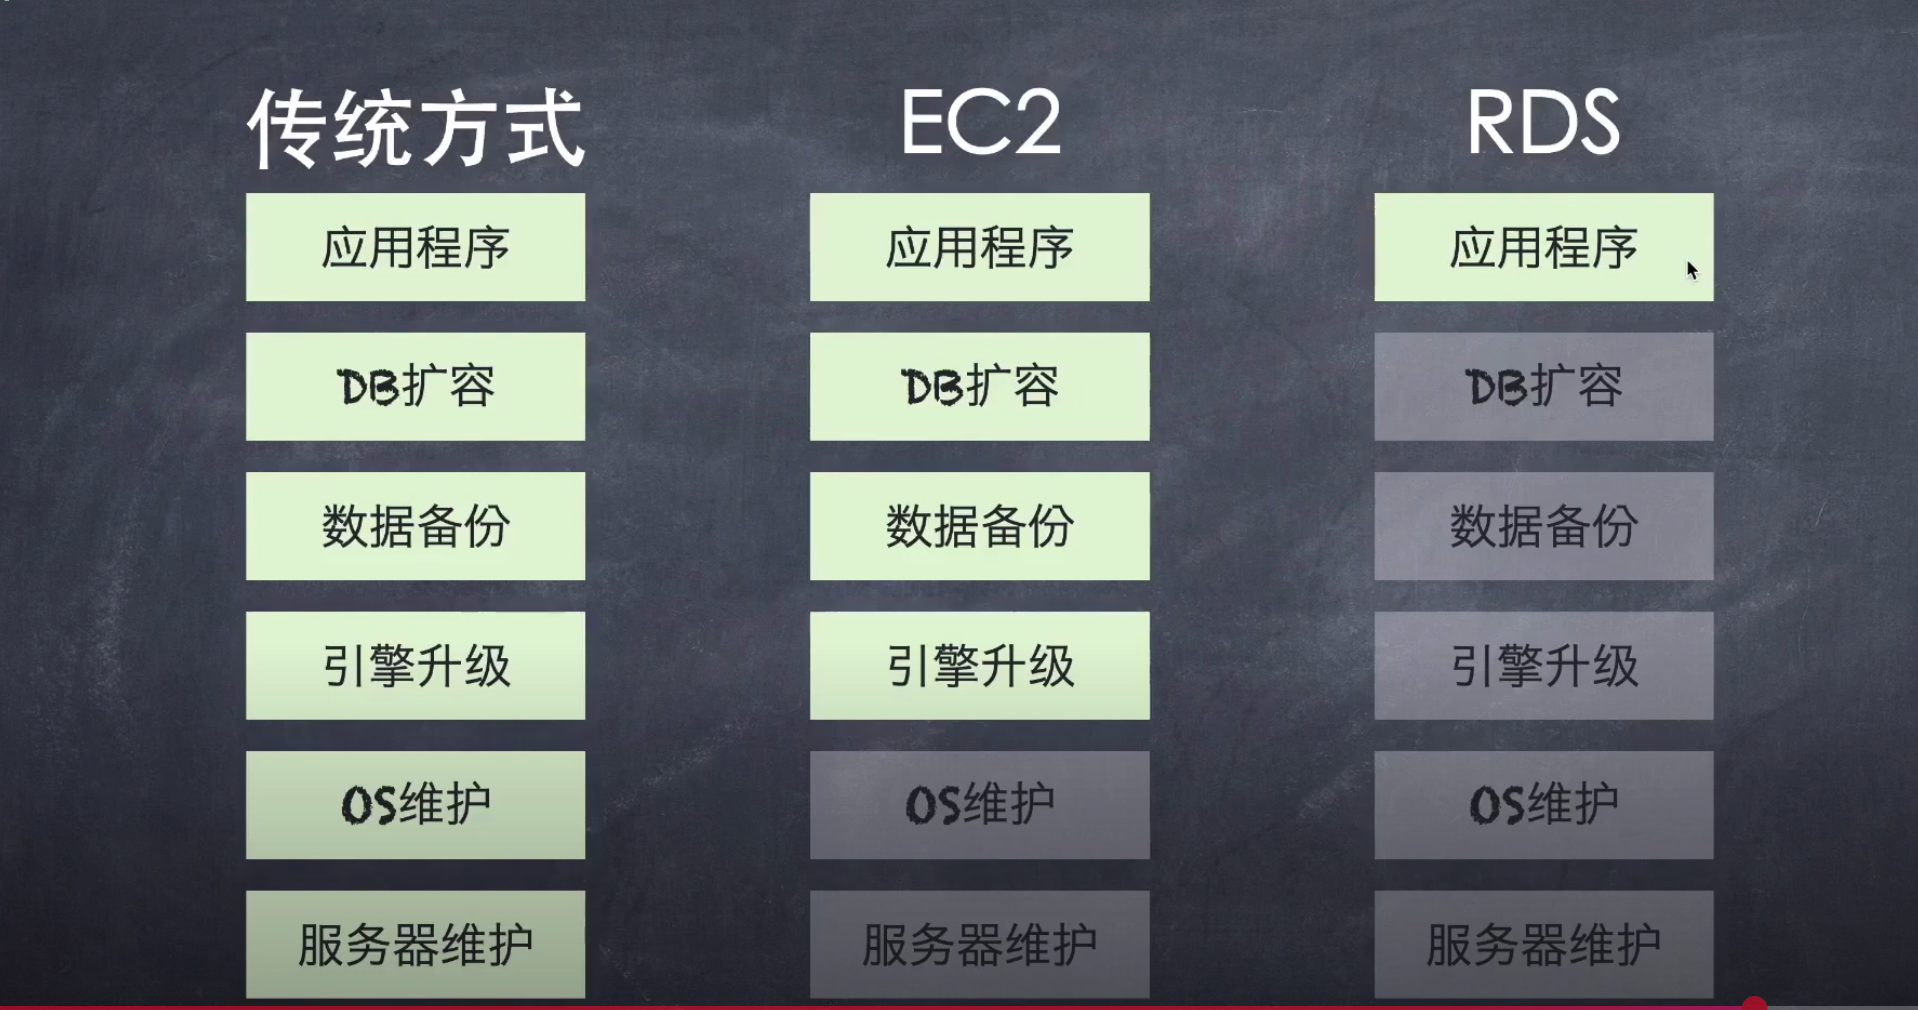 传统方式
EC2
RDS
应用程序
应用程序
应用程序
DB扩容
DB扩容
DB扩容
数据备份
数据备份
数据备份
引擎升级
引擎升级
引擎升级
OS维护
OS维护
OS维护
服务器维护
服务器维护
服务器维护